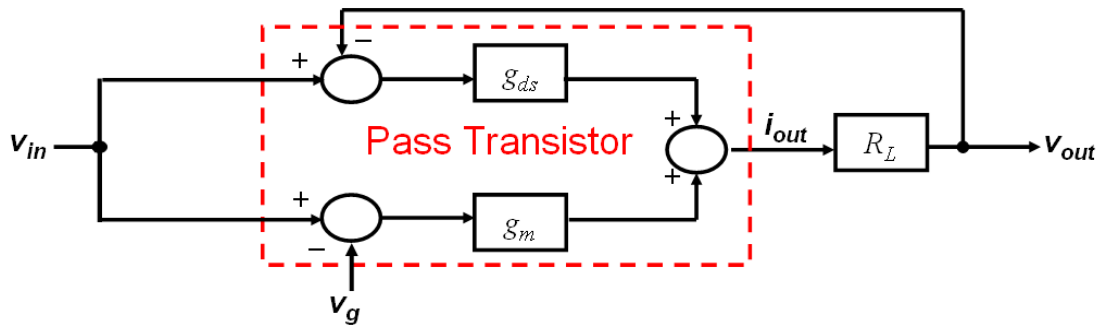 −
+
g_ds
v_in
Pass Transistor
+
i_out
R_L
v_out
+
+
−
g_m
v_g